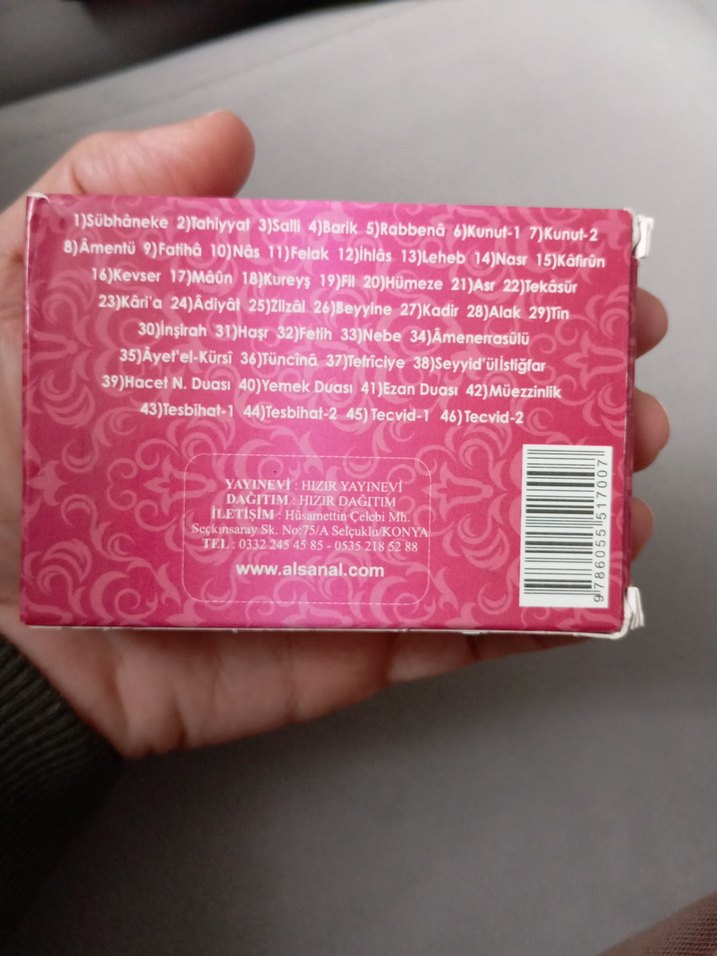 1)Sübhâneke 2)Tahiyyat 3)Salli 4)Barik 5)Rabbenâ 6)Kunut-1 7)Kunut-2
8)Âmentü 9)Fatihâ 10)Nâs 11)Felak 12)İhlâs 13)Leheb 14)Nasr 15)Kâfirûn
16)Kevser 17)Mâûn 18)Kureyş 19)Fil 20)Hümeze 21)Asr 22)Tekâsür
23)Kâri'a 24)Âdiyât 25)Zilzâl 26)Beyyine 27)Kadir 28)Alak 29)Tin
30)İnşirah 31)Haşr 32)Fetih 33)Nebe 34)Âmenerrasûlü
35)Âyet'el-Kürsî 36)Tüncînâ 37)Tefriciye 38)Seyyid'ül İstiğfar
39)Hacet N. Duası 40)Yemek Duası 41)Ezan Duası 42)Müezzinlik
43)Tesbihat-1 44)Tesbihat-2 45)Tecvid-1 46)Tecvid-2
YAYINEVİ : HIZIR YAYINEVİ
DAĞITIM : HIZIR DAĞITIM
İLETİŞİM : Hüsamettin Çelebi Mh.
Seçkinsaray Sk. No:75/A Selçuklu/KONYA
TEL : 0332 245 45 85 - 0535 218 52 88
www.alsanal.com
9 786055 517007